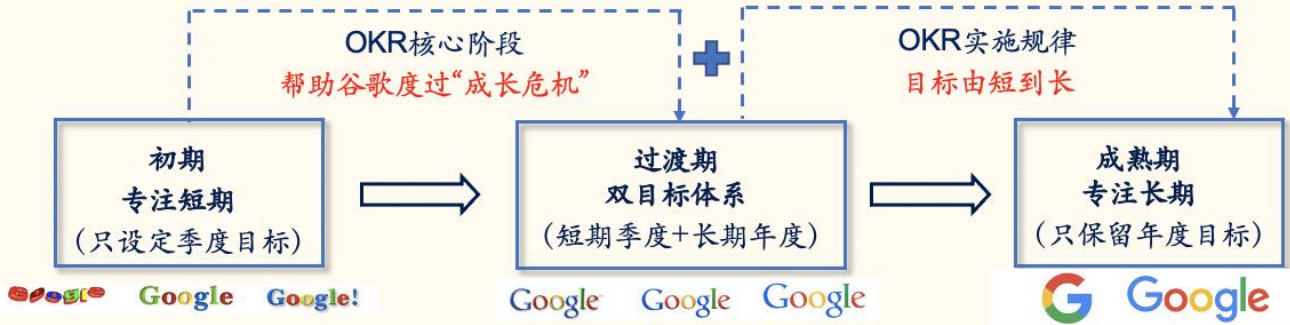 OKR核心阶段
帮助谷歌度过“成长危机”
OKR实施规律
目标由短到长
初期
专注短期
(只设定季度目标)
过渡期
双目标体系
(短期季度+长期年度)
成熟期
专注长期
(只保留年度目标)
Google Google Google!
Google Google Google
G Google